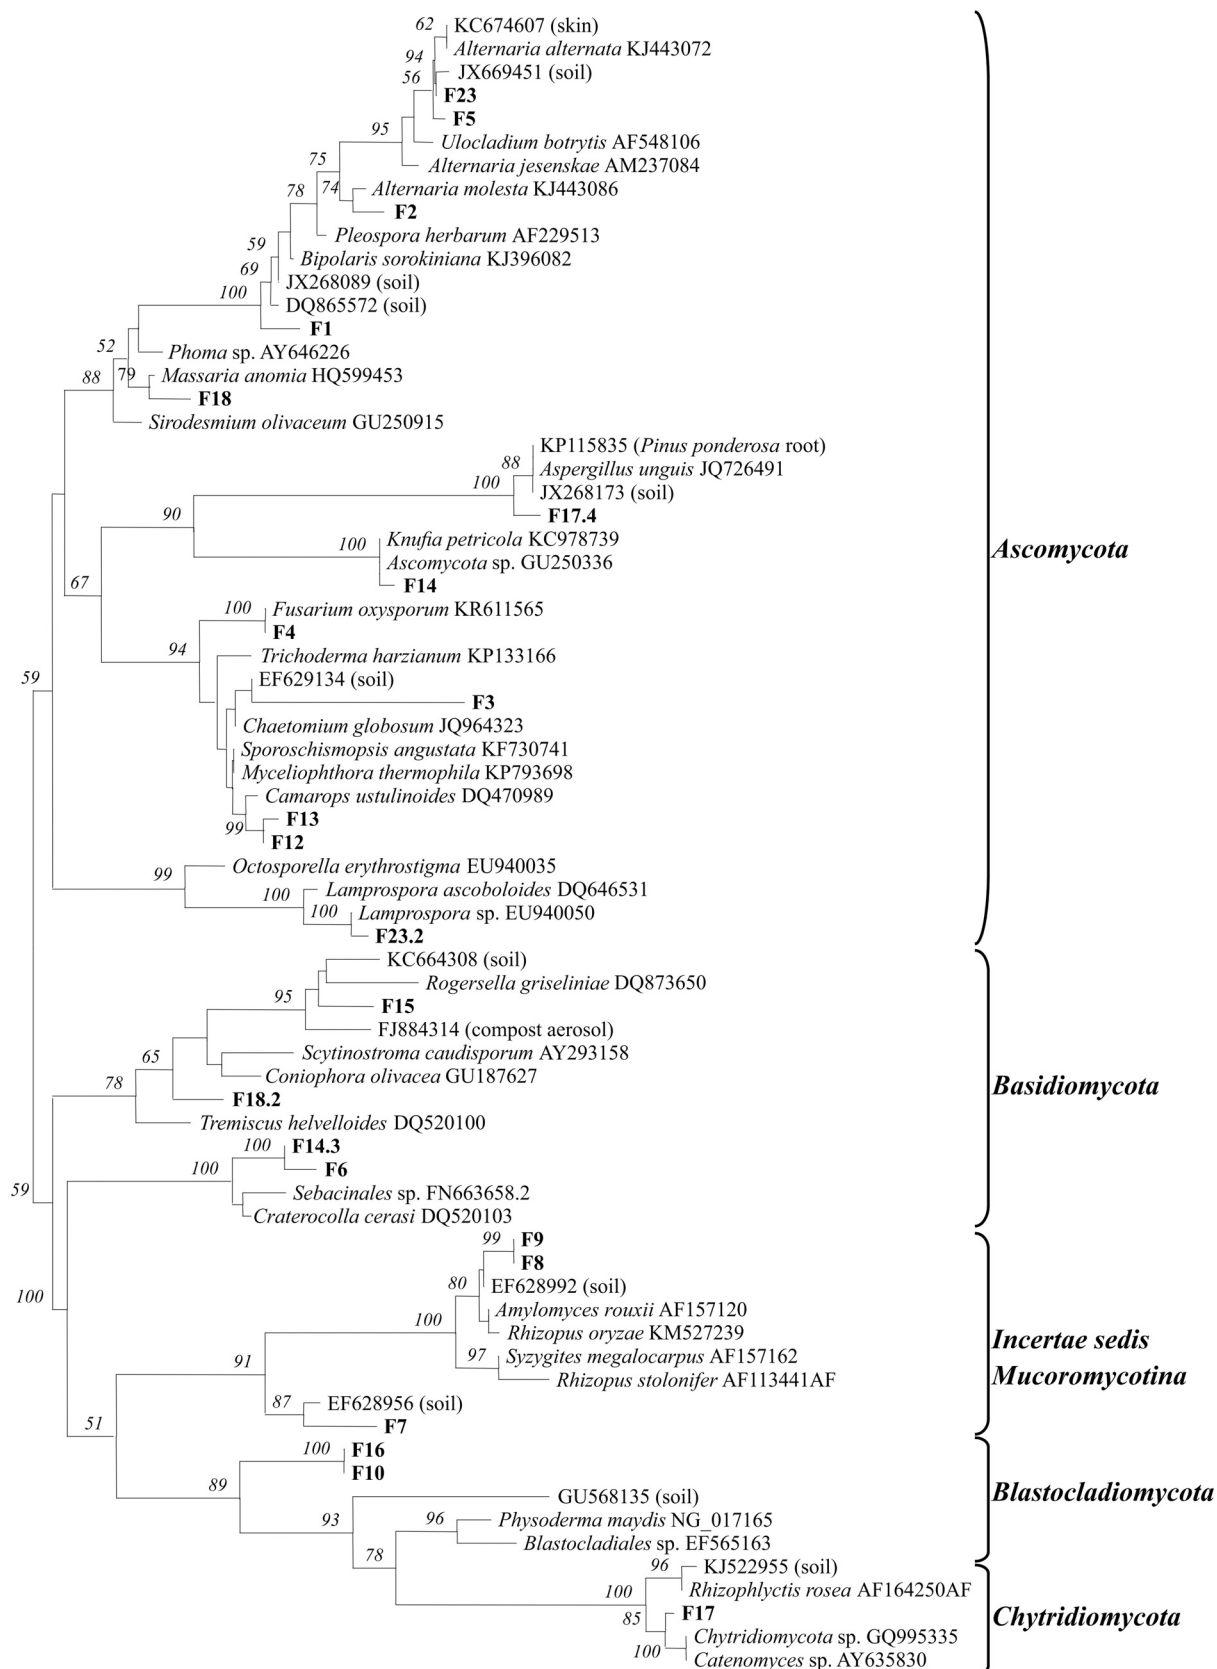 62 KC674607 (skin)
Alternaria alternata KJ443072
94
JX669451 (soil)
56
F23
F5
95
Ulocladium botrytis AF548106
75
Alternaria jesenskae AM237084
78 74 Alternaria molesta KJ443086
F2
Pleospora herbarum AF229513
59
Bipolaris sorokiniana KJ396082
69
JX268089 (soil)
100
DQ865572 (soil)
F1
52
Phoma sp. AY646226
88 79 Massaria anomia HQ599453
F18
Sirodesmium olivaceum GU250915
KP115835 (Pinus ponderosa root)
88
Aspergillus unguis JQ726491
100
JX268173 (soil)
90
F17.4
100
Knufia petricola KC978739
Ascomycota sp. GU250336
Ascomycota
67
F14
100 Fusarium oxysporum KR611565
F4
94
Trichoderma harzianum KP133166
59
EF629134 (soil)
F3
Chaetomium globosum JQ964323
Sporoschismopsis angustata KF730741
Myceliophthora thermophila KP793698
Camarops ustulinoides DQ470989
F13
99
F12
99
Octosporella erythrostigma EU940035
100
Lamprospora ascoboloides DQ646531
100 Lamprospora sp. EU940050
F23.2
KC664308 (soil)
Rogersella griseliniae DQ873650
95
F15
FJ884314 (compost aerosol)
65
Scytinostroma caudisporum AY293158
78
Coniophora olivacea GU187627
Basidiomycota
F18.2
Tremiscus helvelloides DQ520100
100 F14.3
100
F6
59
Sebacinales sp. FN663658.2
Craterocolla cerasi DQ520103
99 F9
F8
80
EF628992 (soil)
100
Amylomyces rouxii AF157120
100
Rhizopus oryzae KM527239
Incertae sedis
Mucoromycotina
97 Syzygites megalocarpus AF157162
91
Rhizopus stolonifer AF113441AF
87 EF628956 (soil)
51
F7
100 F16
F10
89
GU568135 (soil)
Blastocladiomycota
93 96 Physoderma maydis NG_017165
Blastocladiales sp. EF565163
78
96 KJ522955 (soil)
100
Rhizophlyctis rosea AF164250AF
85
F17
Chytridiomycota
Chytridiomycota sp. GQ995335
100
Catenomyces sp. AY635830